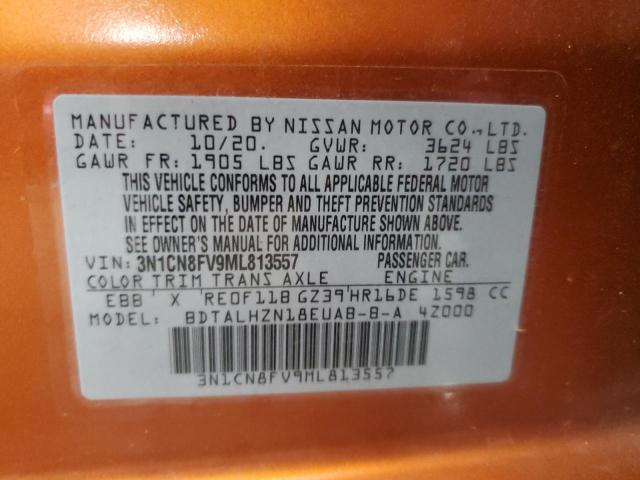 MANUFACTURED BY NISSAN MOTOR CO.,LTD.
DATE: 10/20. GVWR: 3624 LBS
GAWR FR: 1905 LBS GAWR RR: 1720 LBS
THIS VEHICLE CONFORMS TO ALL APPLICABLE FEDERAL MOTOR
VEHICLE SAFETY, BUMPER AND THEFT PREVENTION STANDARDS
IN EFFECT ON THE DATE OF MANUFACTURE SHOWN ABOVE.
SEE OWNER'S MANUAL FOR ADDITIONAL INFORMATION.
VIN: 3N1CN8FV9ML813557 PASSENGER CAR.
COLOR TRIM TRANS AXLE ENGINE
EBB X RE0F11B GZ39 HR16DE 1598 CC
MODEL: BDTALHZN18EUAB-B-A 4Z000
3N1CN8FV9ML813557